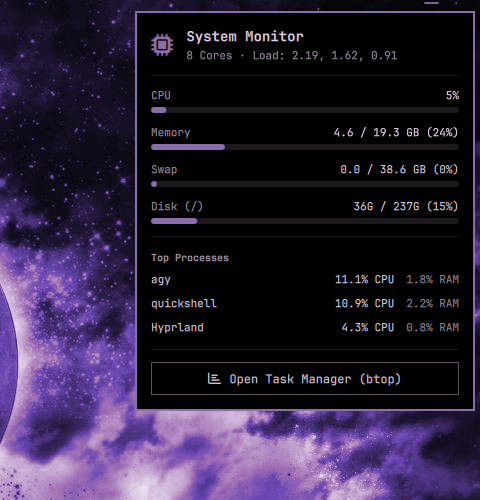 System Monitor
8 Cores · Load: 2.19, 1.62, 0.91
CPU 5%
Memory 4.6 / 19.3 GB (24%)
Swap 0.0 / 38.6 GB (0%)
Disk (/) 36G / 237G (15%)
Top Processes
agy 11.1% CPU 1.8% RAM
quickshell 10.9% CPU 2.2% RAM
Hyprland 4.3% CPU 0.8% RAM
Open Task Manager (btop)